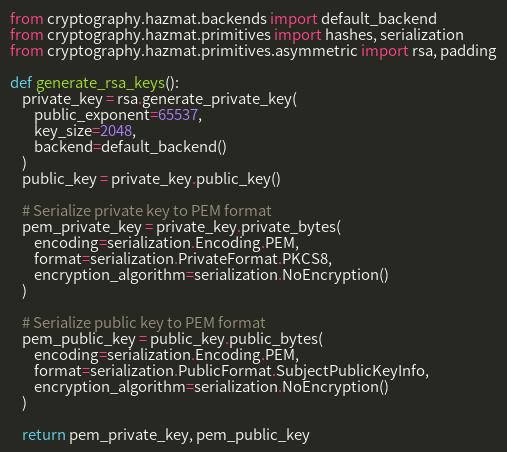 from cryptography.hazmat.backends import default_backend
from cryptography.hazmat.primitives import hashes, serialization
from cryptography.hazmat.primitives.asymmetric import rsa, padding

def generate_rsa_keys():
    private_key = rsa.generate_private_key(
        public_exponent=65537,
        key_size=2048,
        backend=default_backend()
    )
    public_key = private_key.public_key()

    # Serialize private key to PEM format
    pem_private_key = private_key.private_bytes(
        encoding=serialization.Encoding.PEM,
        format=serialization.PrivateFormat.PKCS8,
        encryption_algorithm=serialization.NoEncryption()
    )

    # Serialize public key to PEM format
    pem_public_key = public_key.public_bytes(
        encoding=serialization.Encoding.PEM,
        format=serialization.PublicFormat.SubjectPublicKeyInfo,
        encryption_algorithm=serialization.NoEncryption()
    )

    return pem_private_key, pem_public_key